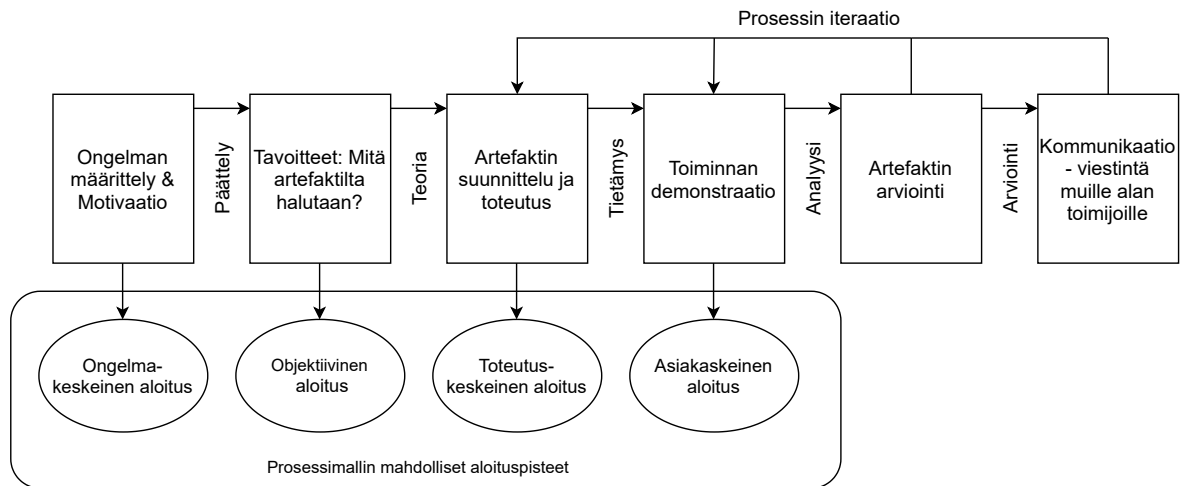 Prosessin iteraatio
Ongelman
määrittely &
Motivaatio
Päättely
Tavoitteet: Mitä
artefaktilta
halutaan?
Teoria
Artefaktin
suunnittelu ja
toteutus
Tietämys
Toiminnan
demonstraatio
Analyysi
Artefaktin
arviointi
Arviointi
Kommunikaatio
- viestintä
muille alan
toimijoille
Ongelma-
keskeinen aloitus
Objektiivinen
aloitus
Toteutus-
keskeinen aloitus
Asiakaskeinen
aloitus
Prosessimallin mahdolliset aloituspisteet